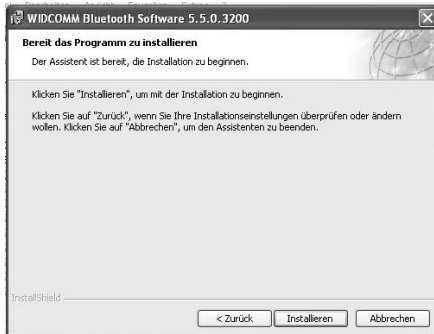 WIDCOMM Bluetooth Software 5.5.0.3200
Bereit das Programm zu installieren
Der Assistent ist bereit, die Installation zu beginnen.
Klicken Sie "Installieren", um mit der Installation zu beginnen.
Klicken Sie auf "Zurück", wenn Sie Ihre Installationseinstellungen überprüfen oder ändern
wollen. Klicken Sie auf "Abbrechen", um den Assistenten zu beenden.
InstallShield
< Zurück Installieren Abbrechen